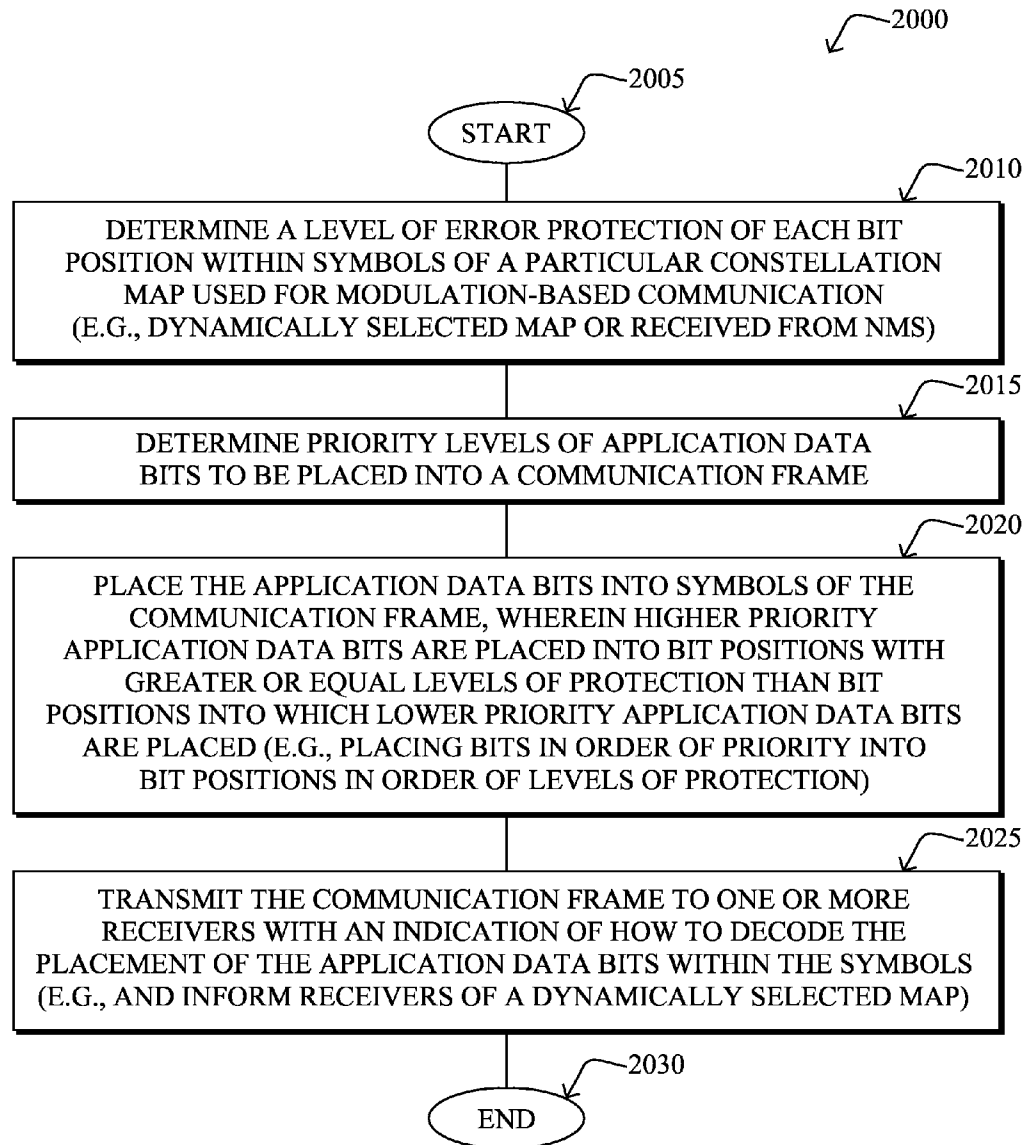 2000
2005
START
2010
DETERMINE A LEVEL OF ERROR PROTECTION OF EACH BIT
POSITION WITHIN SYMBOLS OF A PARTICULAR CONSTELLATION
MAP USED FOR MODULATION-BASED COMMUNICATION
(E.G., DYNAMICALLY SELECTED MAP OR RECEIVED FROM NMS)
2015
DETERMINE PRIORITY LEVELS OF APPLICATION DATA
BITS TO BE PLACED INTO A COMMUNICATION FRAME
2020
PLACE THE APPLICATION DATA BITS INTO SYMBOLS OF THE
COMMUNICATION FRAME, WHEREIN HIGHER PRIORITY
APPLICATION DATA BITS ARE PLACED INTO BIT POSITIONS WITH
GREATER OR EQUAL LEVELS OF PROTECTION THAN BIT
POSITIONS INTO WHICH LOWER PRIORITY APPLICATION DATA BITS
ARE PLACED (E.G., PLACING BITS IN ORDER OF PRIORITY INTO
BIT POSITIONS IN ORDER OF LEVELS OF PROTECTION)
2025
TRANSMIT THE COMMUNICATION FRAME TO ONE OR MORE
RECEIVERS WITH AN INDICATION OF HOW TO DECODE THE
PLACEMENT OF THE APPLICATION DATA BITS WITHIN THE SYMBOLS
(E.G., AND INFORM RECEIVERS OF A DYNAMICALLY SELECTED MAP)
2030
END